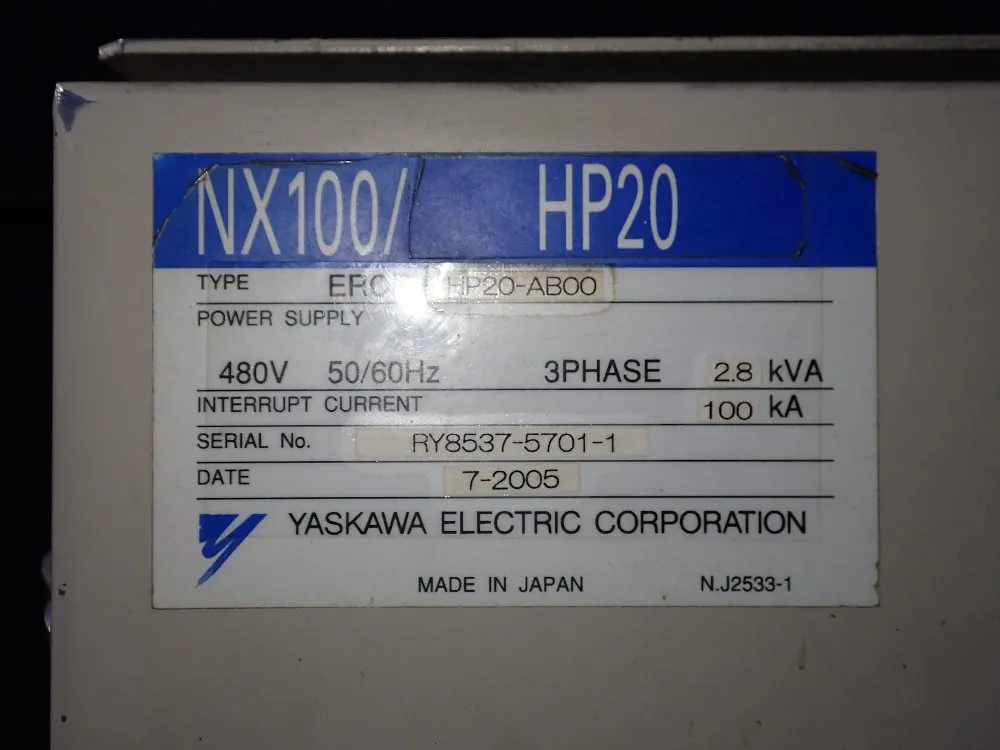 NX100/ HP20
TYPE HP20-AB00
POWER SUPPLY
480V 50/60Hz 3PHASE 2.8 kVA
INTERRUPT CURRENT 100 kA
SERIAL No. RY8537-5701-1
DATE 7-2005
YASKAWA ELECTRIC CORPORATION
MADE IN JAPAN N.J2533-1